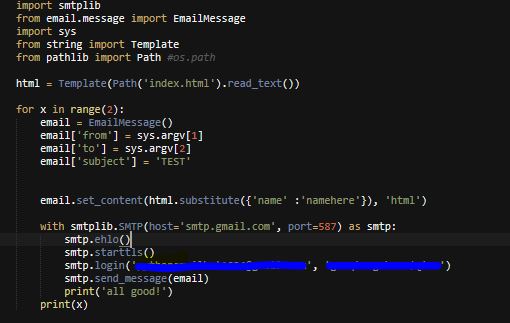 import smtplib
from email.message import EmailMessage
import sys
from string import Template
from pathlib import Path #os.path
html = Template(Path('index.html').read_text())
for x in range(2):
email = EmailMessage()
email['from'] = sys.argv[1]
email['to'] = sys.argv[2]
email['subject'] = 'TEST'
email.set_content(html.substitute({'name' :'namehere'}), 'html')
with smtplib.SMTP(host='smtp.gmail.com', port=587) as smtp:
smtp.ehlo()
smtp.starttls()
smtp.login('', '')
smtp.send_message(email)
print('all good!')
print(x)